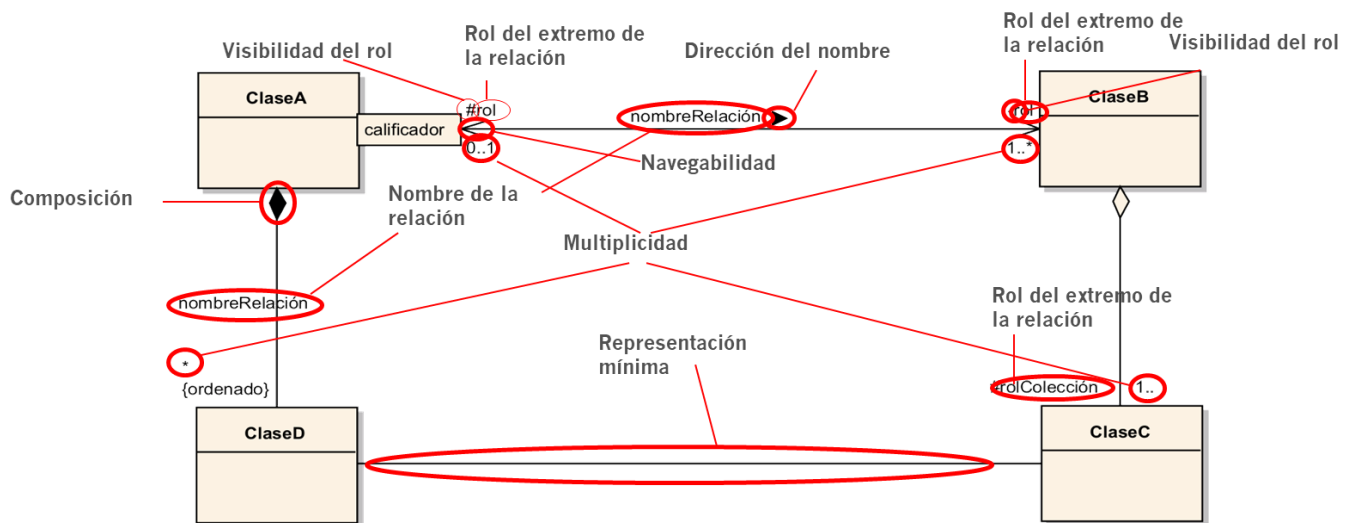 Rol del extremo de
la relación
Visibilidad del rol
Dirección del nombre
Rol del extremo de
la relación
Visibilidad del rol
ClaseA
#rol
nombreRelación
rol
ClaseB
calificador
0..1
1..*
Navegabilidad
Composición
Nombre de la
relación
Multiplicidad
nombreRelación
Rol del extremo de
la relación
Representación
mínima
*
{ordenado}
#rolColección
1..
ClaseD
ClaseC